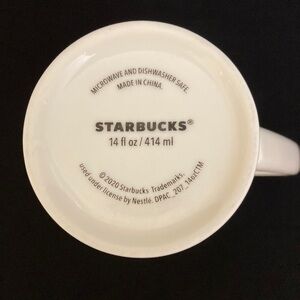 MICROWAVE AND DISHWASHER SAFE.
MADE IN CHINA.
STARBUCKS®
14 fl oz / 414 ml
©2020 Starbucks Trademarks,
used under license by Nestlé. DPAC_207_14ozCTM